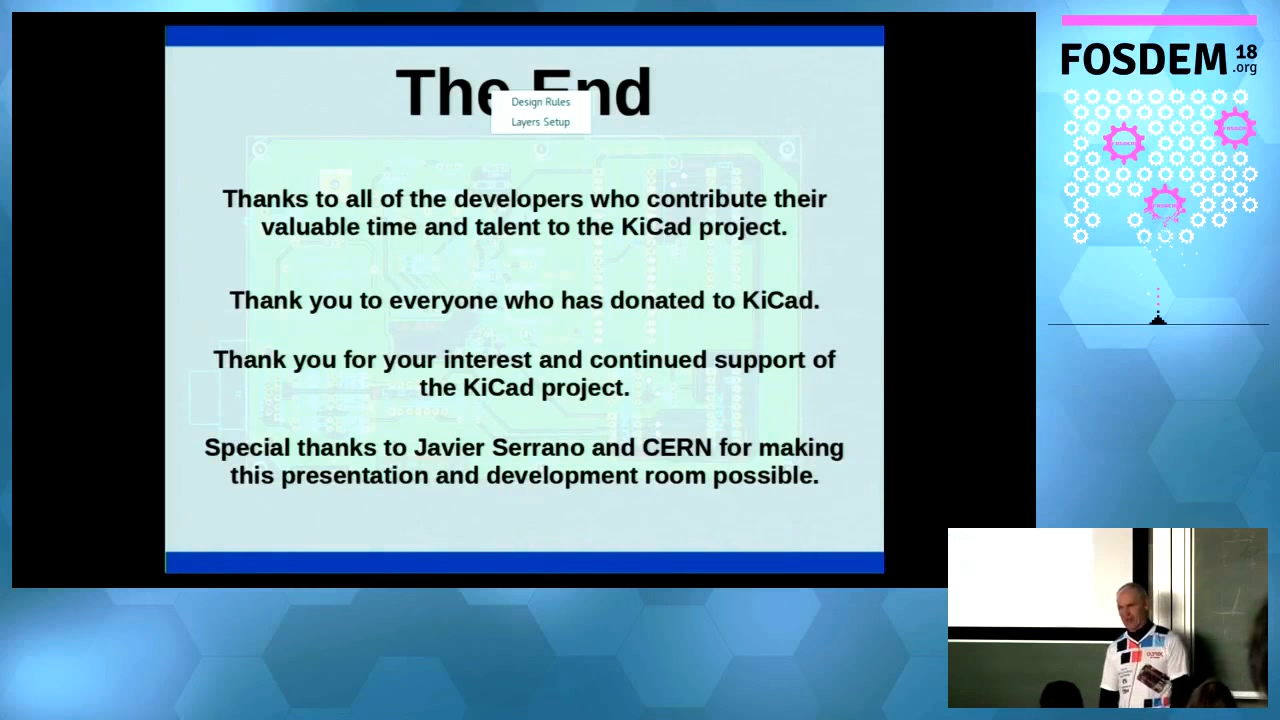 The End
Design Rules
Layers Setup
Thanks to all of the developers who contribute their
valuable time and talent to the KiCad project.
Thank you to everyone who has donated to KiCad.
Thank you for your interest and continued support of
the KiCad project.
Special thanks to Javier Serrano and CERN for making
this presentation and development room possible.
FOSDEM 18
.org